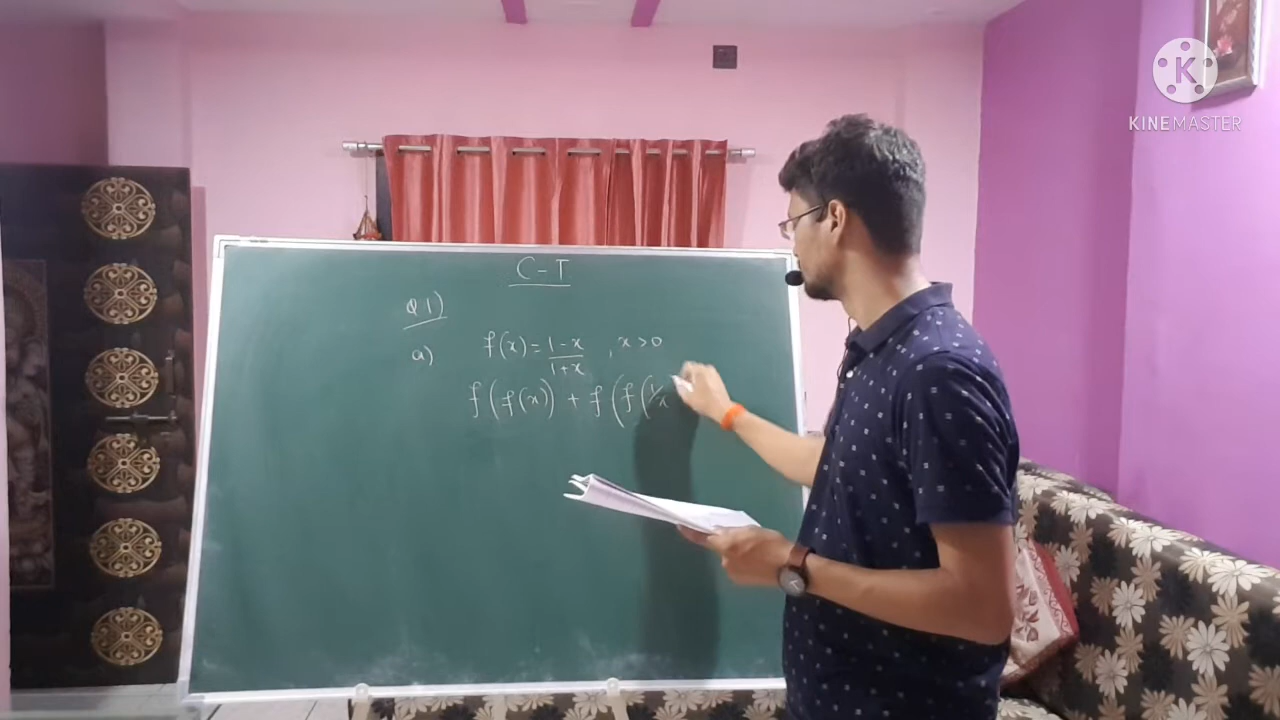 C-T
Q1)
a) f(x) = 1-x / 1+x , x>0
f(f(x)) + f(f(1/x
K
KINEMASTER